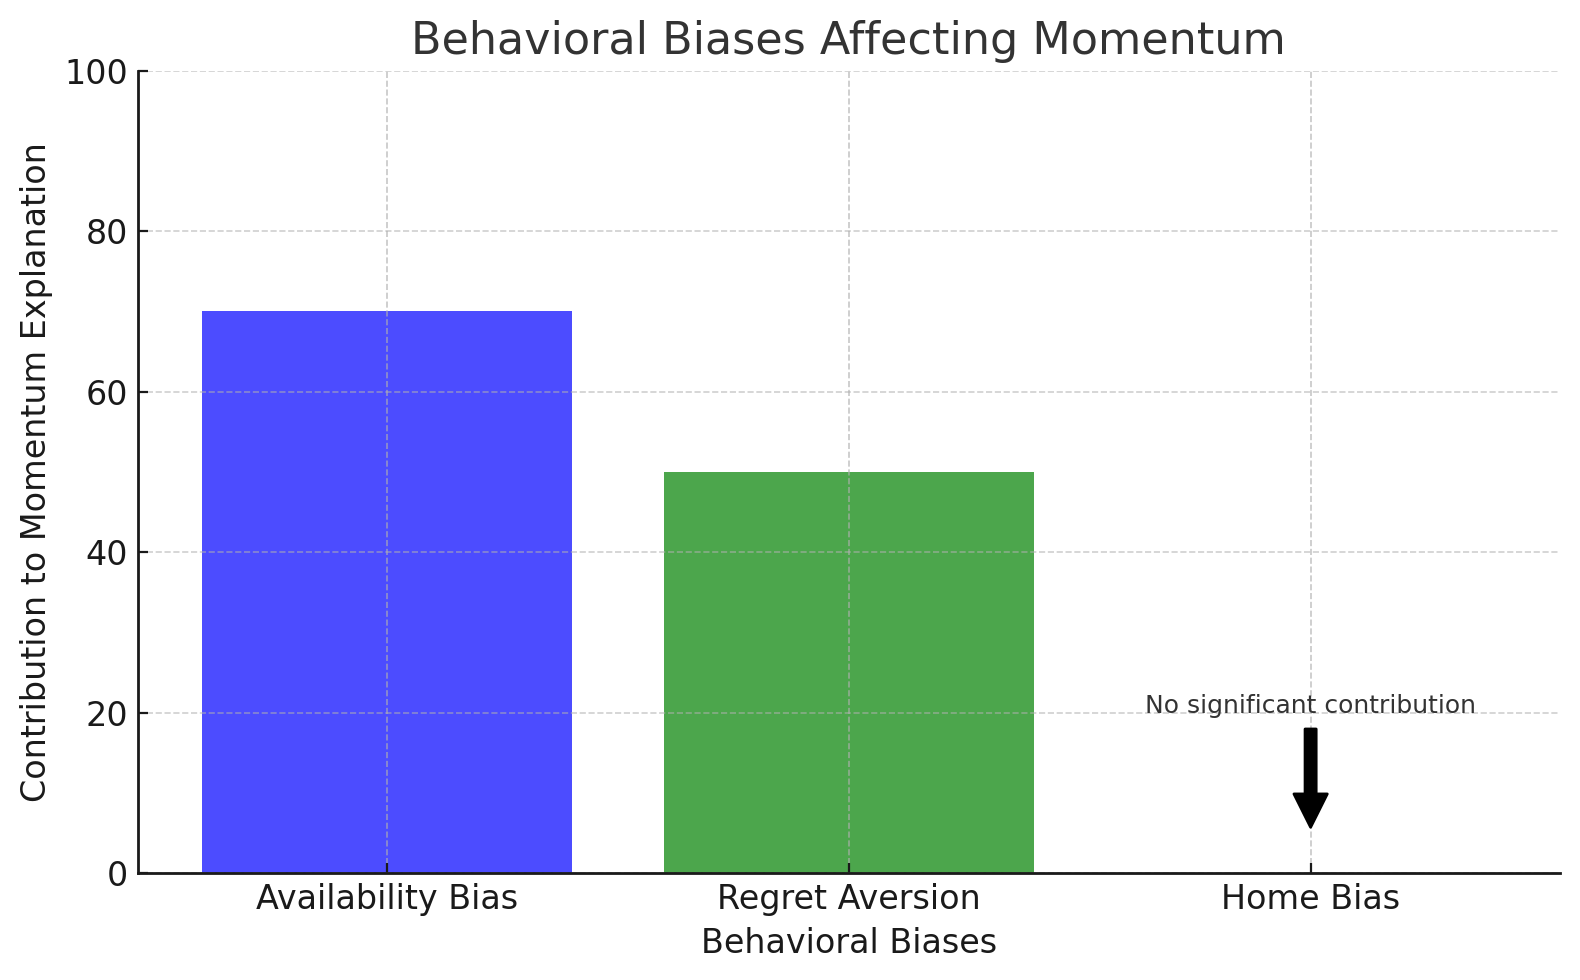 Behavioral Biases Affecting Momentum
Contribution to Momentum Explanation
100
80
60
40
20
0
No significant contribution
Availability Bias
Regret Aversion
Home Bias
Behavioral Biases